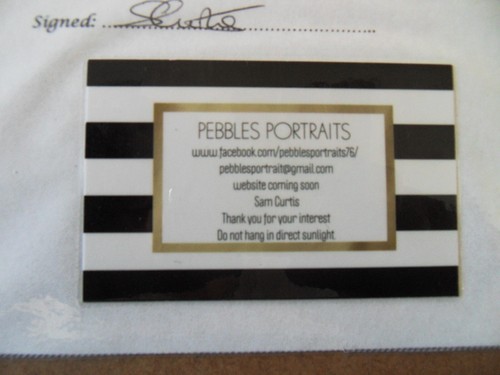 Signed:
PEBBLES PORTRAITS
www.facebook.com/pebblesportraits76/
pebblesportrait@gmail.com
website coming soon
Sam Curtis
Thank you for your interest
Do not hang in direct sunlight.